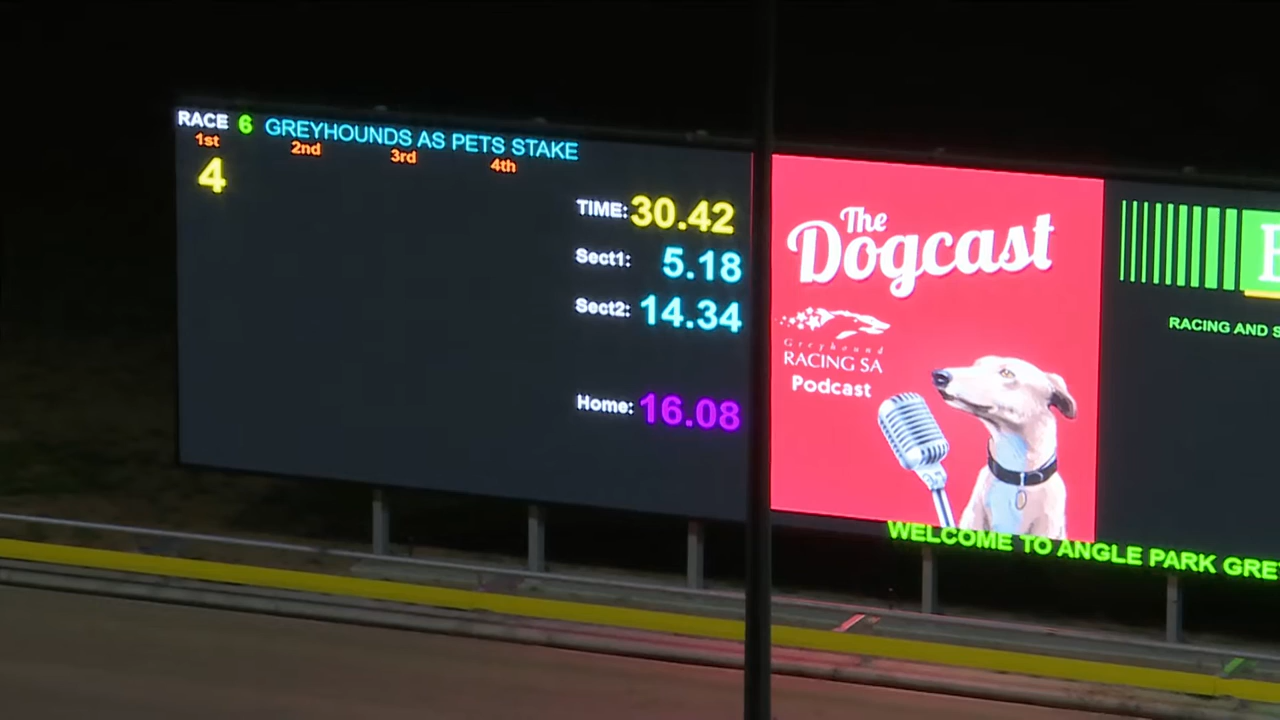 RACE 6 GREYHOUNDS AS PETS STAKE
1st 2nd 3rd 4th
4
TIME: 30.42
Sect1: 5.18
Sect2: 14.34
Home: 16.08
The
Dogcast
Greyhound
RACING SA
Podcast
RACING AND S
WELCOME TO ANGLE PARK GRE